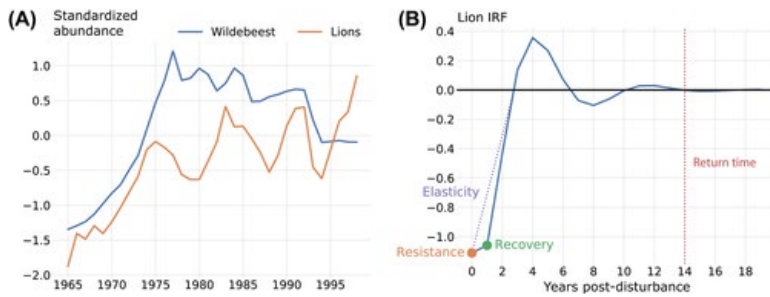 (A)
Standardized
abundance
Wildebeest
Lions
1.0
0.5
0.0
−0.5
−1.0
−1.5
−2.0
1965 1970 1975 1980 1985 1990 1995
(B)
Lion IRF
0.4
0.2
0.0
−0.2
−0.4
−0.6
−0.8
−1.0
Return time
Elasticity
Recovery
Resistance
0 2 4 6 8 10 12 14 16 18
Years post-disturbance